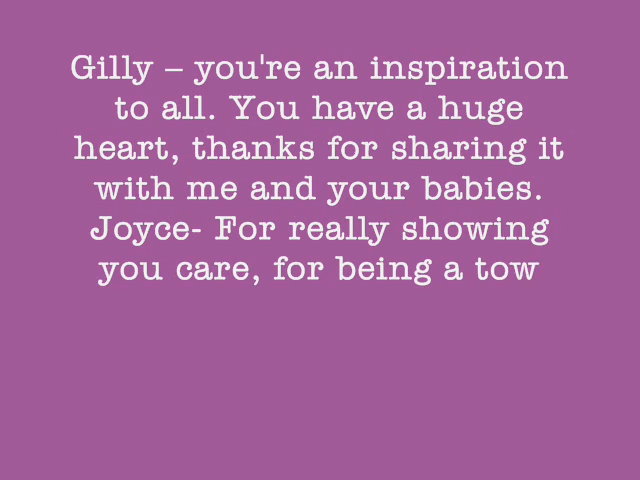 Gilly – you're an inspiration
to all. You have a huge
heart, thanks for sharing it
with me and your babies.
Joyce- For really showing
you care, for being a tow